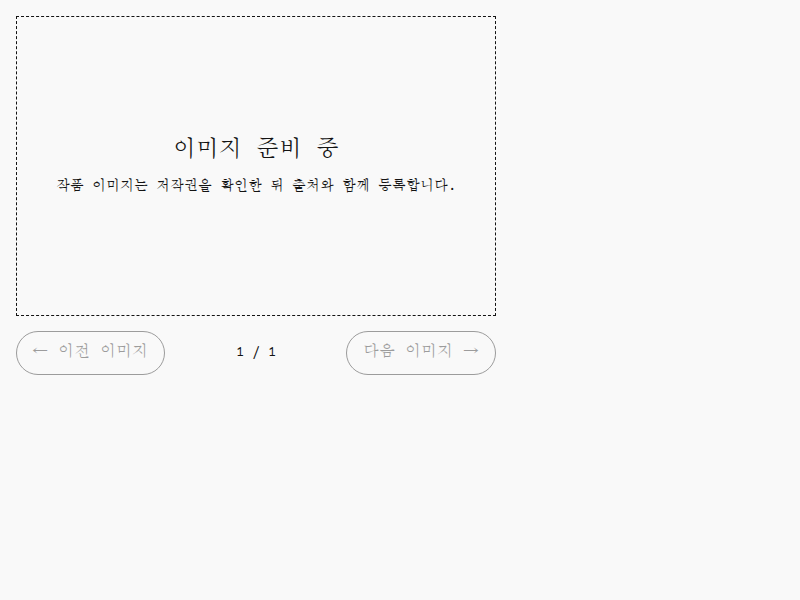 이미지 준비 중
작품 이미지는 저작권을 확인한 뒤 출처와 함께 등록합니다.
← 이전 이미지
1 / 1
다음 이미지 →